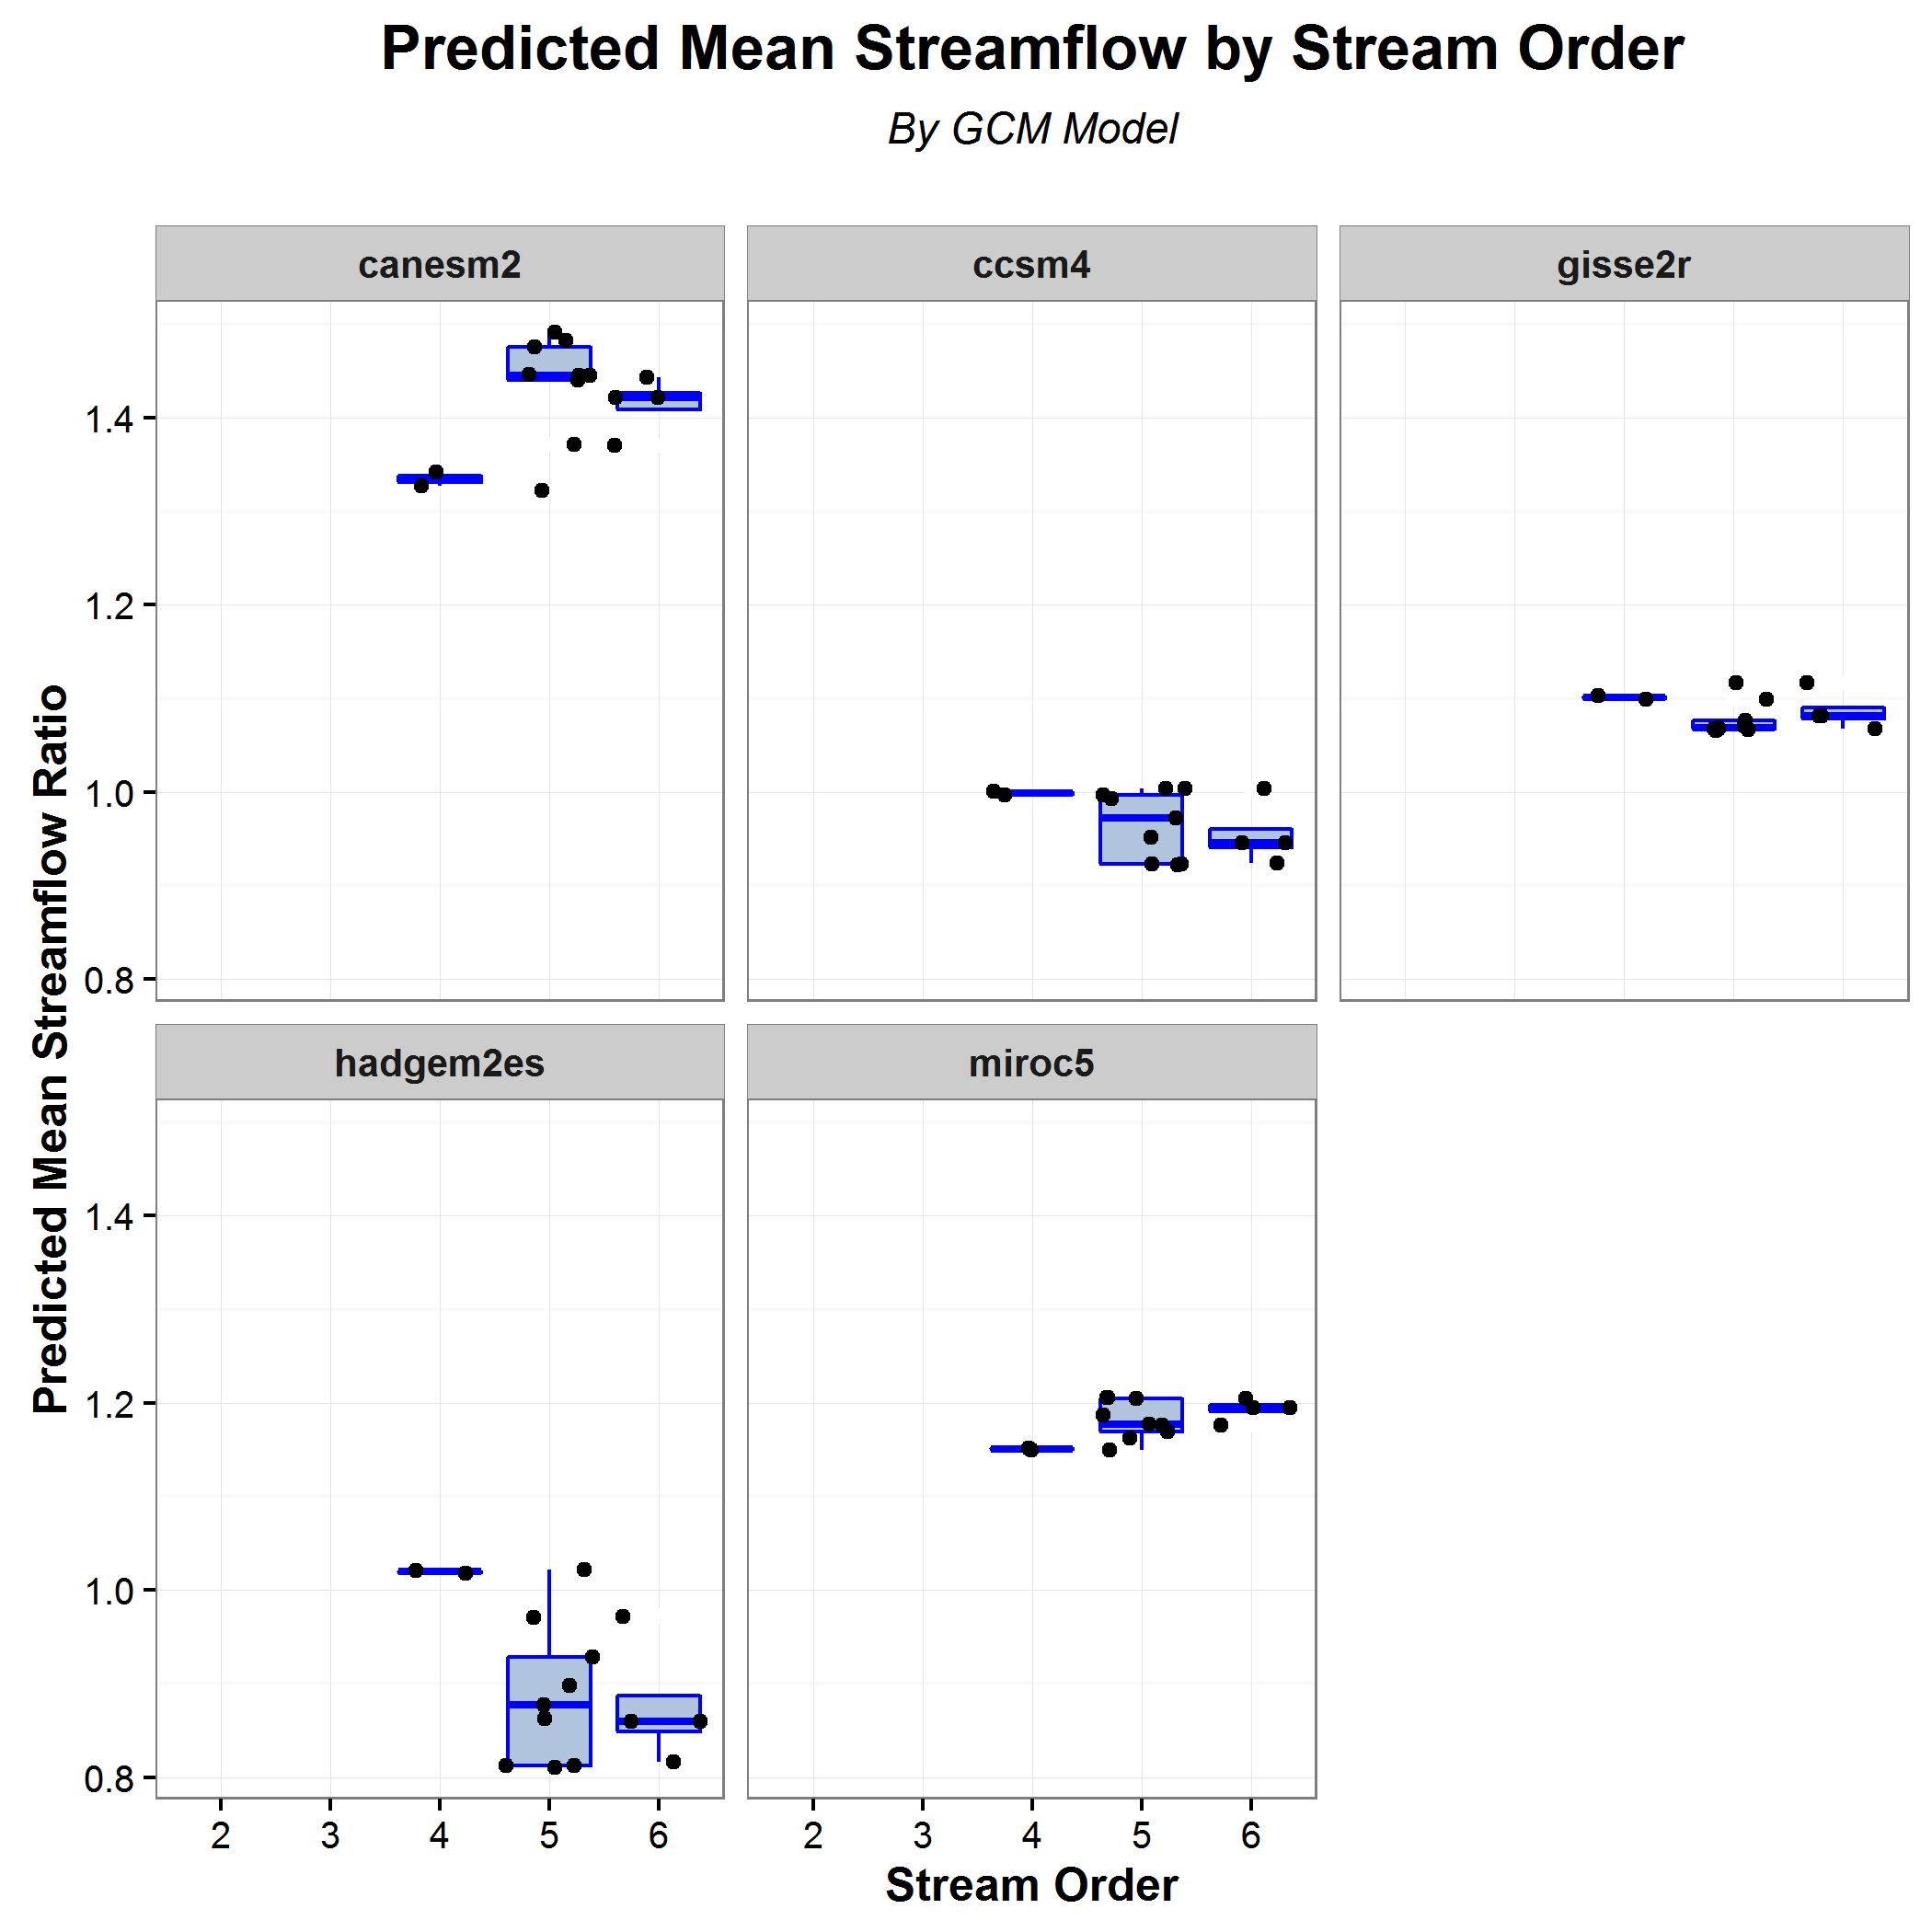 Predicted Mean Streamflow by Stream Order
By GCM Model
canesm2
ccsm4
gisse2r
1.4
1.2
1.0
0.8
hadgem2es
miroc5
1.4
1.2
1.0
0.8
Predicted Mean Streamflow Ratio
2 3 4 5 6
2 3 4 5 6
Stream Order